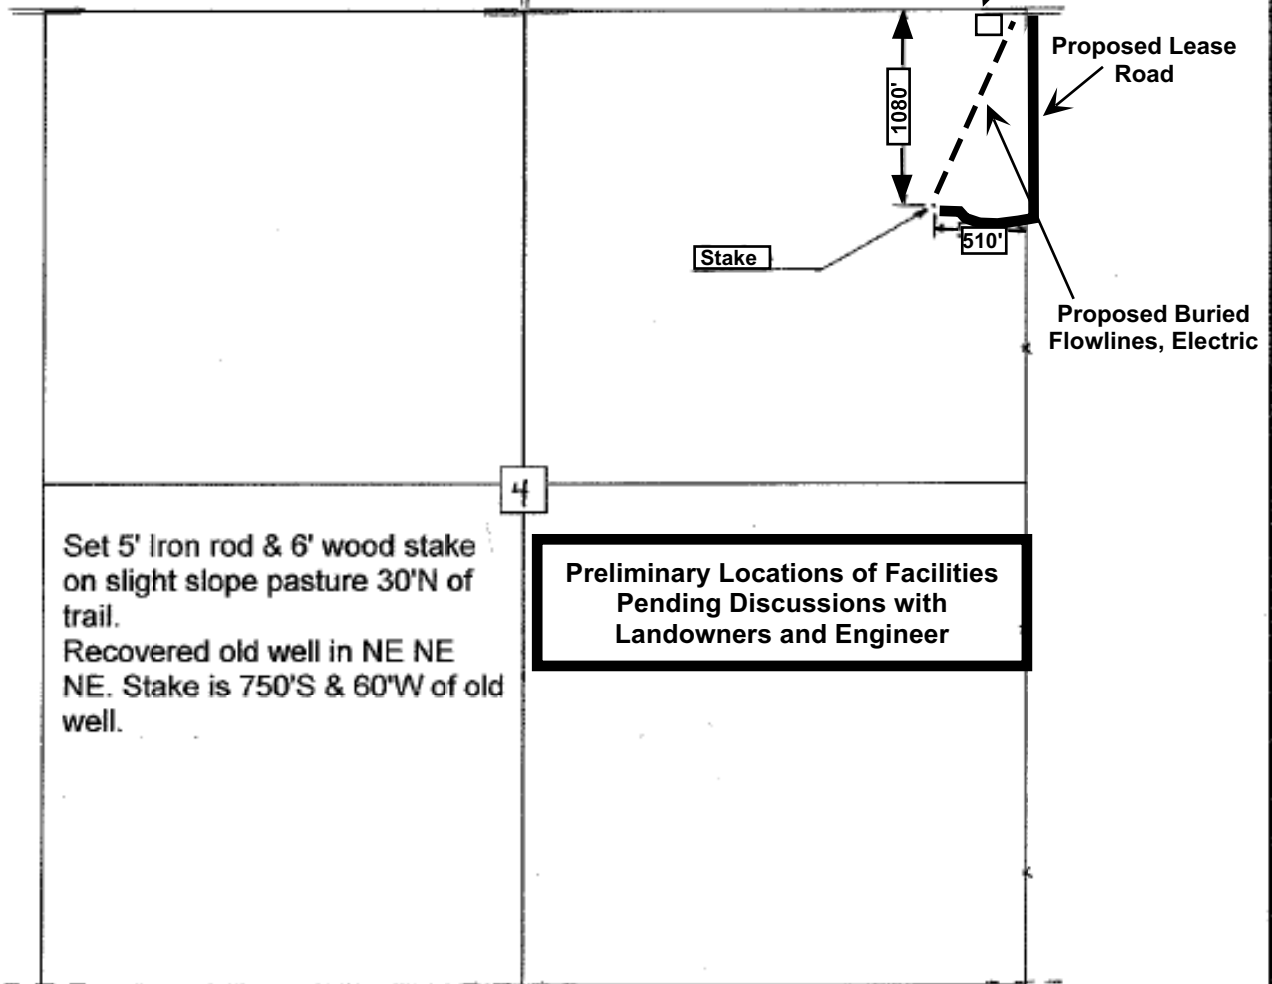 Proposed Lease
Road
1080'
510'
Stake
Proposed Buried
Flowlines, Electric
4
Set 5' Iron rod & 6' wood stake
on slight slope pasture 30'N of
trail.
Recovered old well in NE NE
NE. Stake is 750'S & 60'W of old
well.
Preliminary Locations of Facilities
Pending Discussions with
Landowners and Engineer